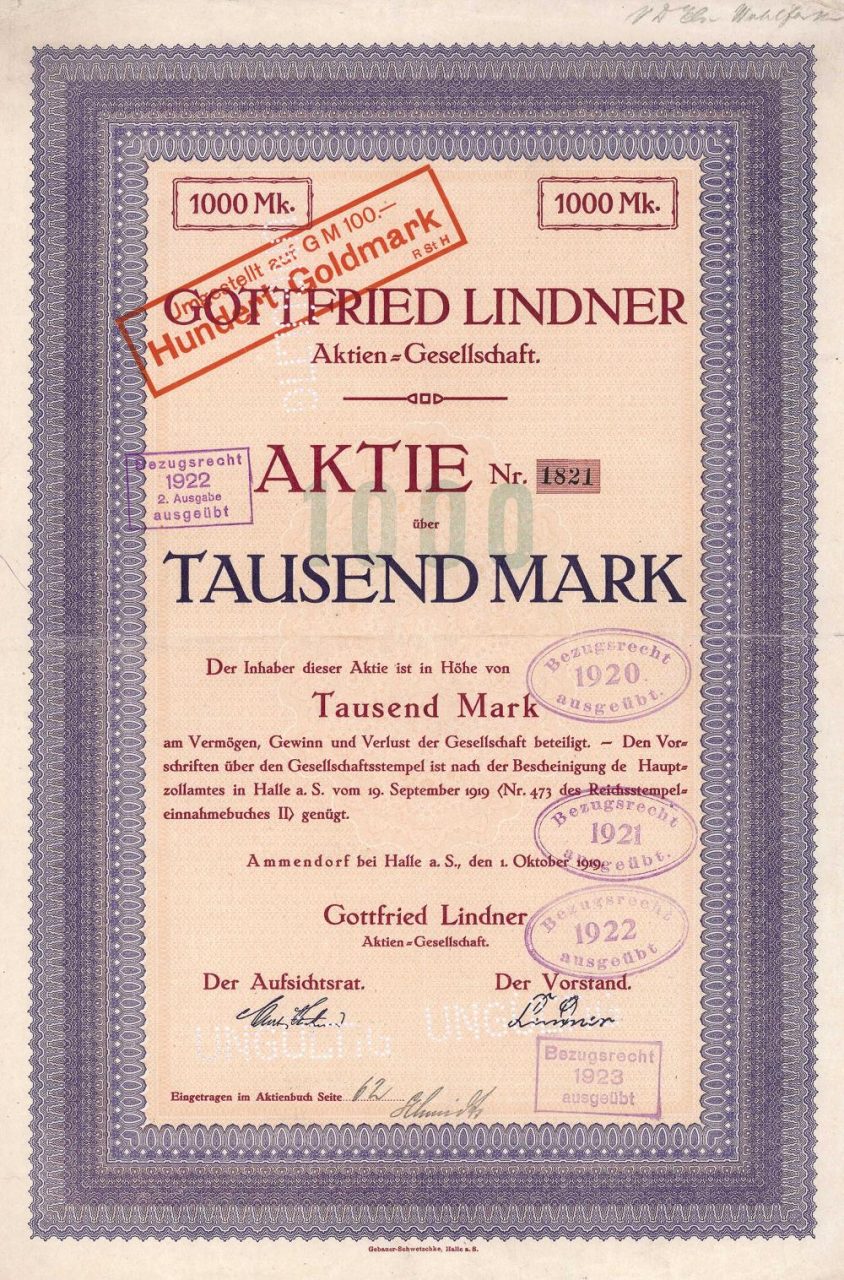 1000 Mk.
1000 Mk.
Umgestellt auf G M 100.—
Hundert Goldmark
R St H
GOTTFRIED LINDNER
Aktien=Gesellschaft.
Bezugsrecht
1922
2. Ausgabe
ausgeübt
AKTIE Nr. 1821
1000
über
TAUSEND MARK
Der Inhaber dieser Aktie ist in Höhe von
Tausend Mark
Bezugsrecht
1920
ausgeübt.
am Vermögen, Gewinn und Verlust der Gesellschaft beteiligt. — Den Vor=
schriften über den Gesellschaftsstempel ist nach der Bescheinigung de Haupt=
zollamtes in Halle a. S. vom 19. September 1919 (Nr. 473 des Reichsstempel=
einnahmebuches II) genügt.
Bezugsrecht
1921
ausgeübt.
Ammendorf bei Halle a. S., den 1. Oktober 1919.
Gottfried Lindner
Aktien=Gesellschaft.
Bezugsrecht
1922
ausgeübt
Der Aufsichtsrat.
Der Vorstand.
Lindner
UNGÜLTIG
UNGÜLTIG
Bezugsrecht
1923
ausgeübt
Eingetragen im Aktienbuch Seite 62
Schmidt
Gebauer-Schwetschke, Halle a. S.